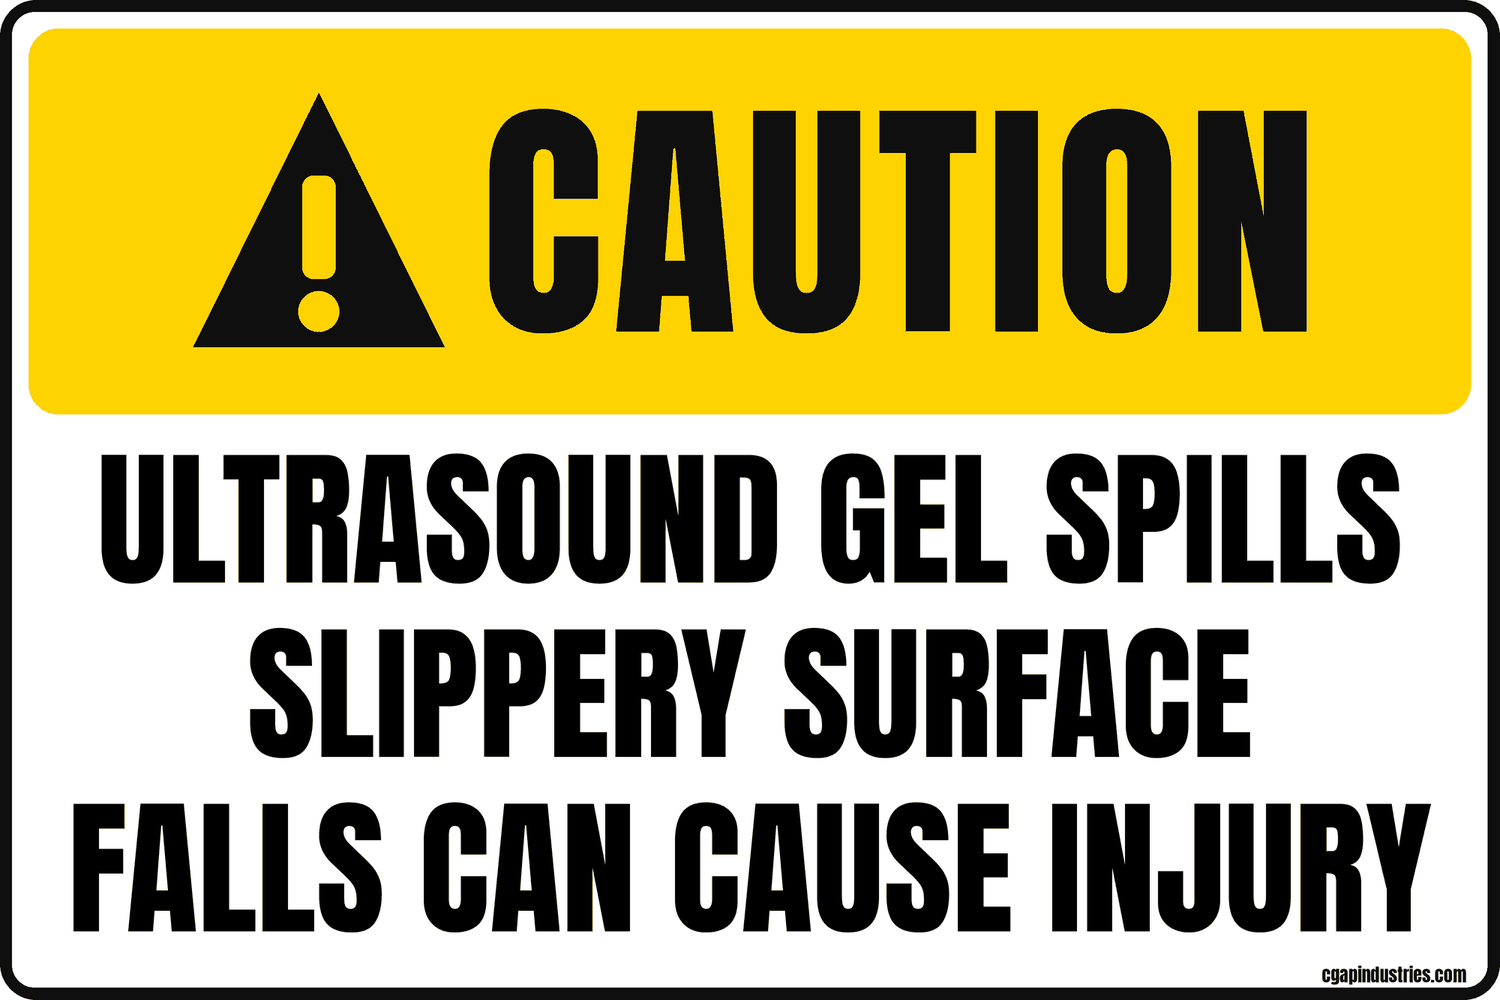 CAUTION
ULTRASOUND GEL SPILLS
SLIPPERY SURFACE
FALLS CAN CAUSE INJURY
cgapindustries.com